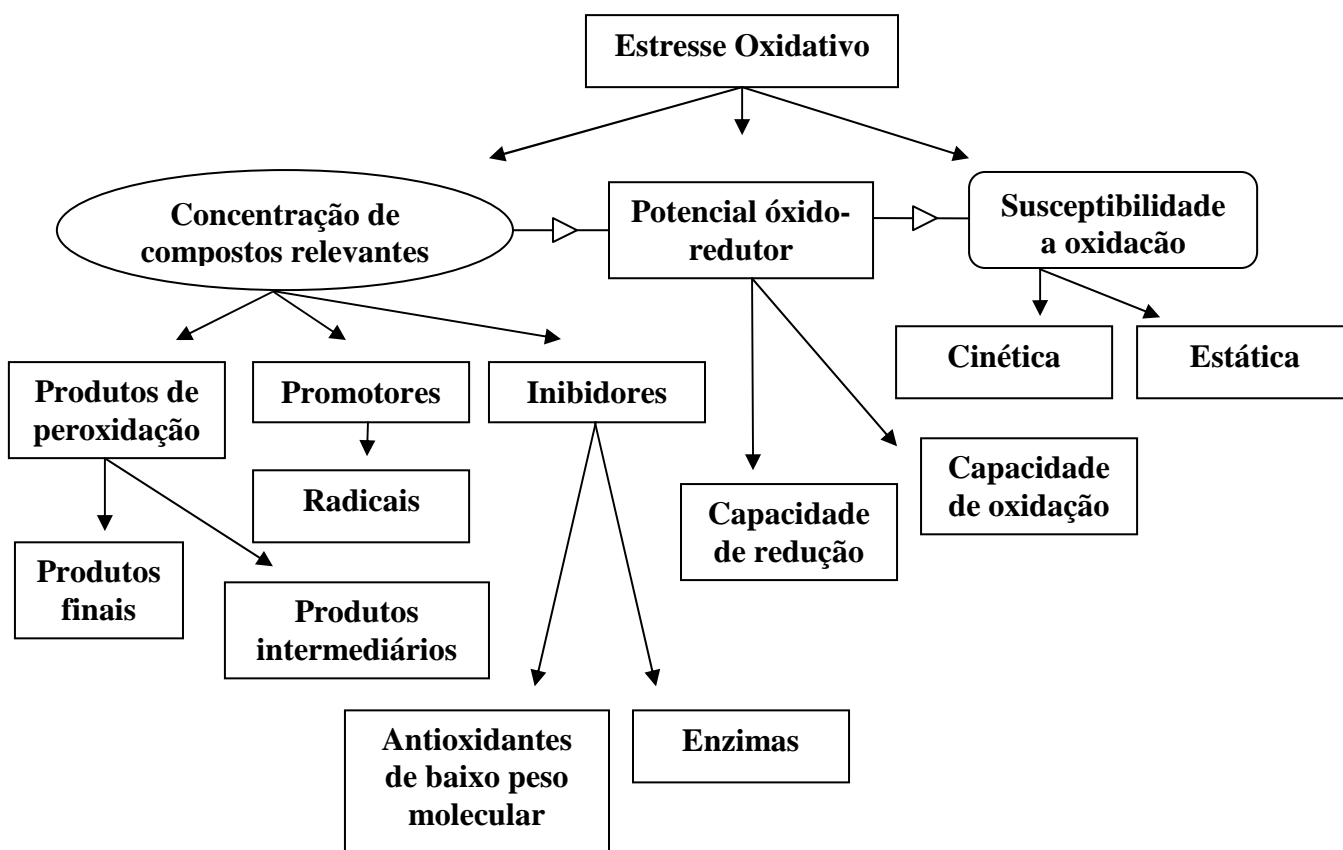 Estresse Oxidativo
Concentração de
compostos relevantes
Potencial óxido-
redutor
Susceptibilidade
a oxidacão
Cinética
Estática
Produtos de
peroxidação
Promotores
Inibidores
Radicais
Capacidade
de redução
Capacidade
de oxidação
Produtos
finais
Produtos
intermediários
Antioxidantes
de baixo peso
molecular
Enzimas